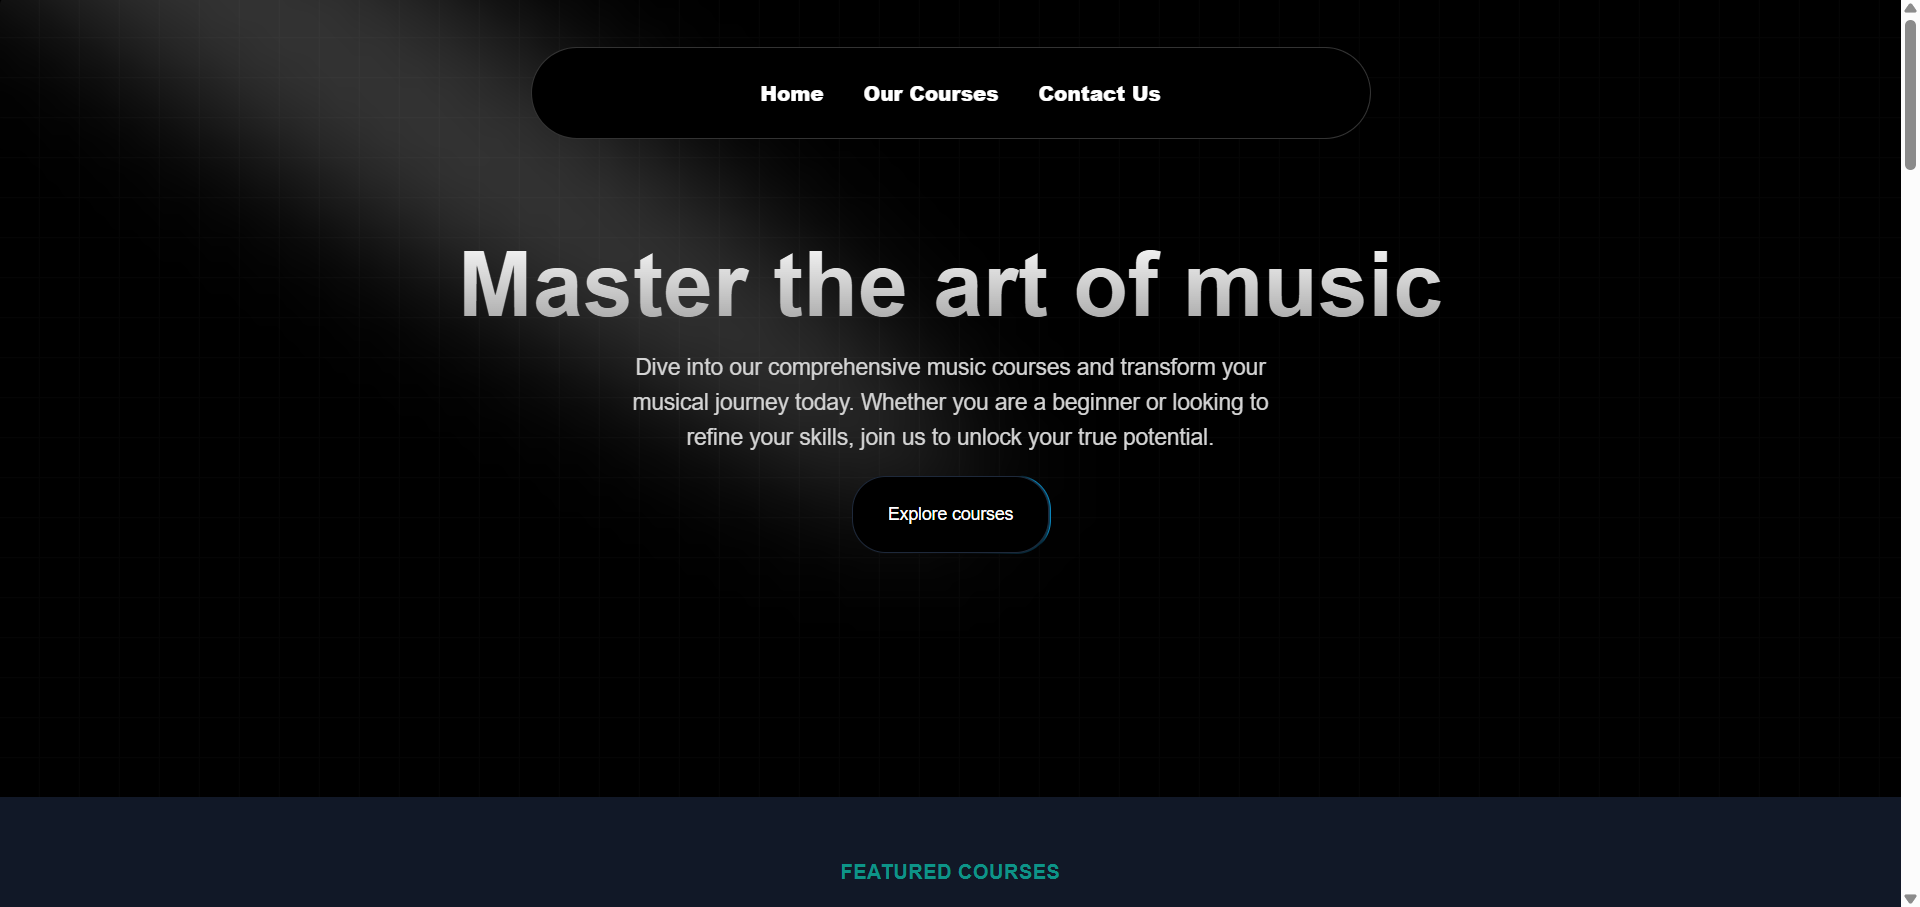 Home Our Courses Contact Us
Master the art of music
Dive into our comprehensive music courses and transform your
musical journey today. Whether you are a beginner or looking to
refine your skills, join us to unlock your true potential.
Explore courses
FEATURED COURSES